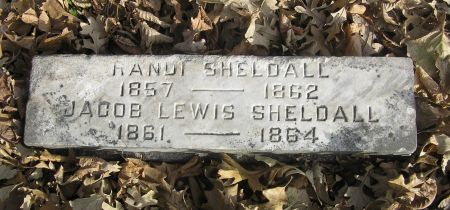 RANDI SHELDALL
1857 — 1862
JACOB LEWIS SHELDALL
1861 — 1864